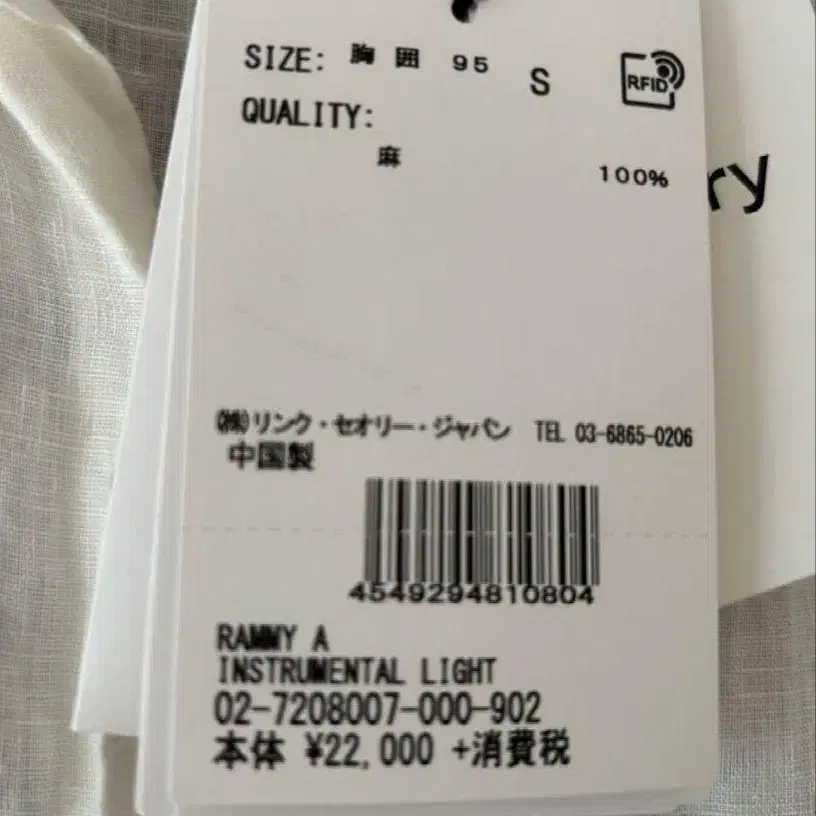 SIZE: 胸囲 95 S
RFID
QUALITY:
麻 100%
ry
㈱リンク・セオリー・ジャパン TEL 03-6865-0206
中国製
4549294810804
RAMMY A
INSTRUMENTAL LIGHT
02-7208007-000-902
本体 ¥22,000 +消費税